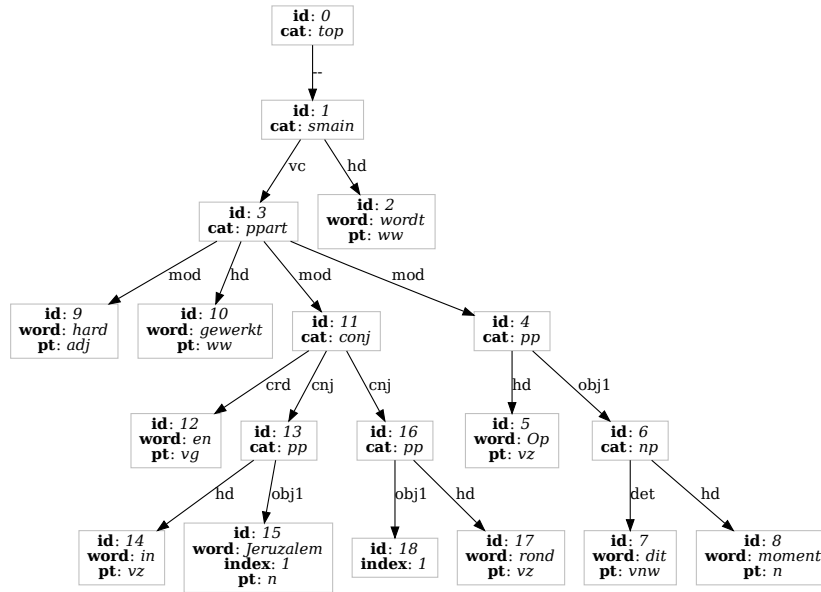 id: 0
cat: top
--
id: 1
cat: smain
vc
hd
id: 3
cat: ppart
id: 2
word: wordt
pt: ww
mod
hd
mod
mod
id: 9
word: hard
pt: adj
id: 10
word: gewerkt
pt: ww
id: 11
cat: conj
id: 4
cat: pp
crd
cnj
cnj
hd
obj1
id: 12
word: en
pt: vg
id: 13
cat: pp
id: 16
cat: pp
id: 5
word: Op
pt: vz
id: 6
cat: np
hd
obj1
obj1
hd
det
hd
id: 14
word: in
pt: vz
id: 15
word: Jeruzalem
index: 1
pt: n
id: 18
index: 1
id: 17
word: rond
pt: vz
id: 7
word: dit
pt: vnw
id: 8
word: moment
pt: n